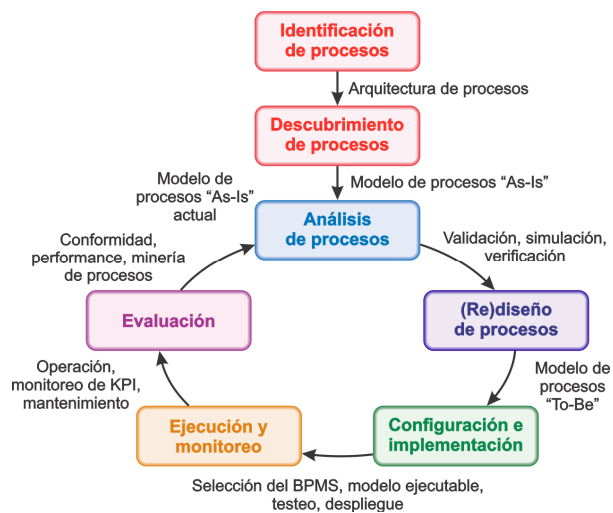 Identificación
de procesos
Arquitectura de procesos
Descubrimiento
de procesos
Modelo de
procesos “As-Is”
actual
Modelo de procesos “As-Is”
Análisis
de procesos
Conformidad,
performance, minería
de procesos
Validación, simulación,
verificación
Evaluación
(Re)diseño
de procesos
Operación,
monitoreo de KPI,
mantenimiento
Modelo de
procesos
“To-Be”
Ejecución y
monitoreo
Configuración e
implementación
Selección del BPMS, modelo ejecutable,
testeo, despliegue